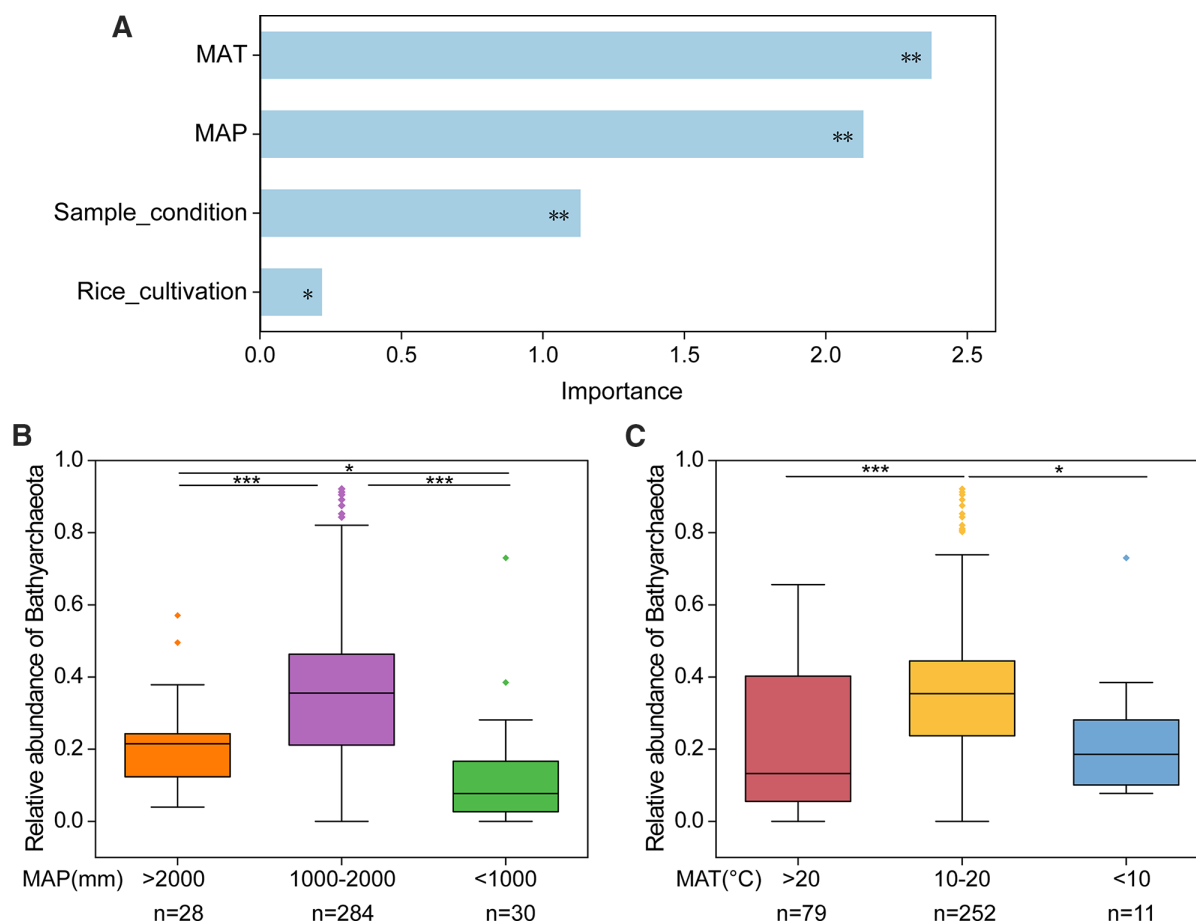 A
MAT
**
MAP
**
Sample_condition
**
Rice_cultivation
*
0.0 0.5 1.0 1.5 2.0 2.5
Importance
B
Relative abundance of Bathyarchaeota
1.0
0.8
0.6
0.4
0.2
0.0
*
*** ***
MAP(mm) >2000 1000-2000 <1000
n=28 n=284 n=30
C
Relative abundance of Bathyarchaeota
1.0
0.8
0.6
0.4
0.2
0.0
*** *
MAT(°C) >20 10-20 <10
n=79 n=252 n=11